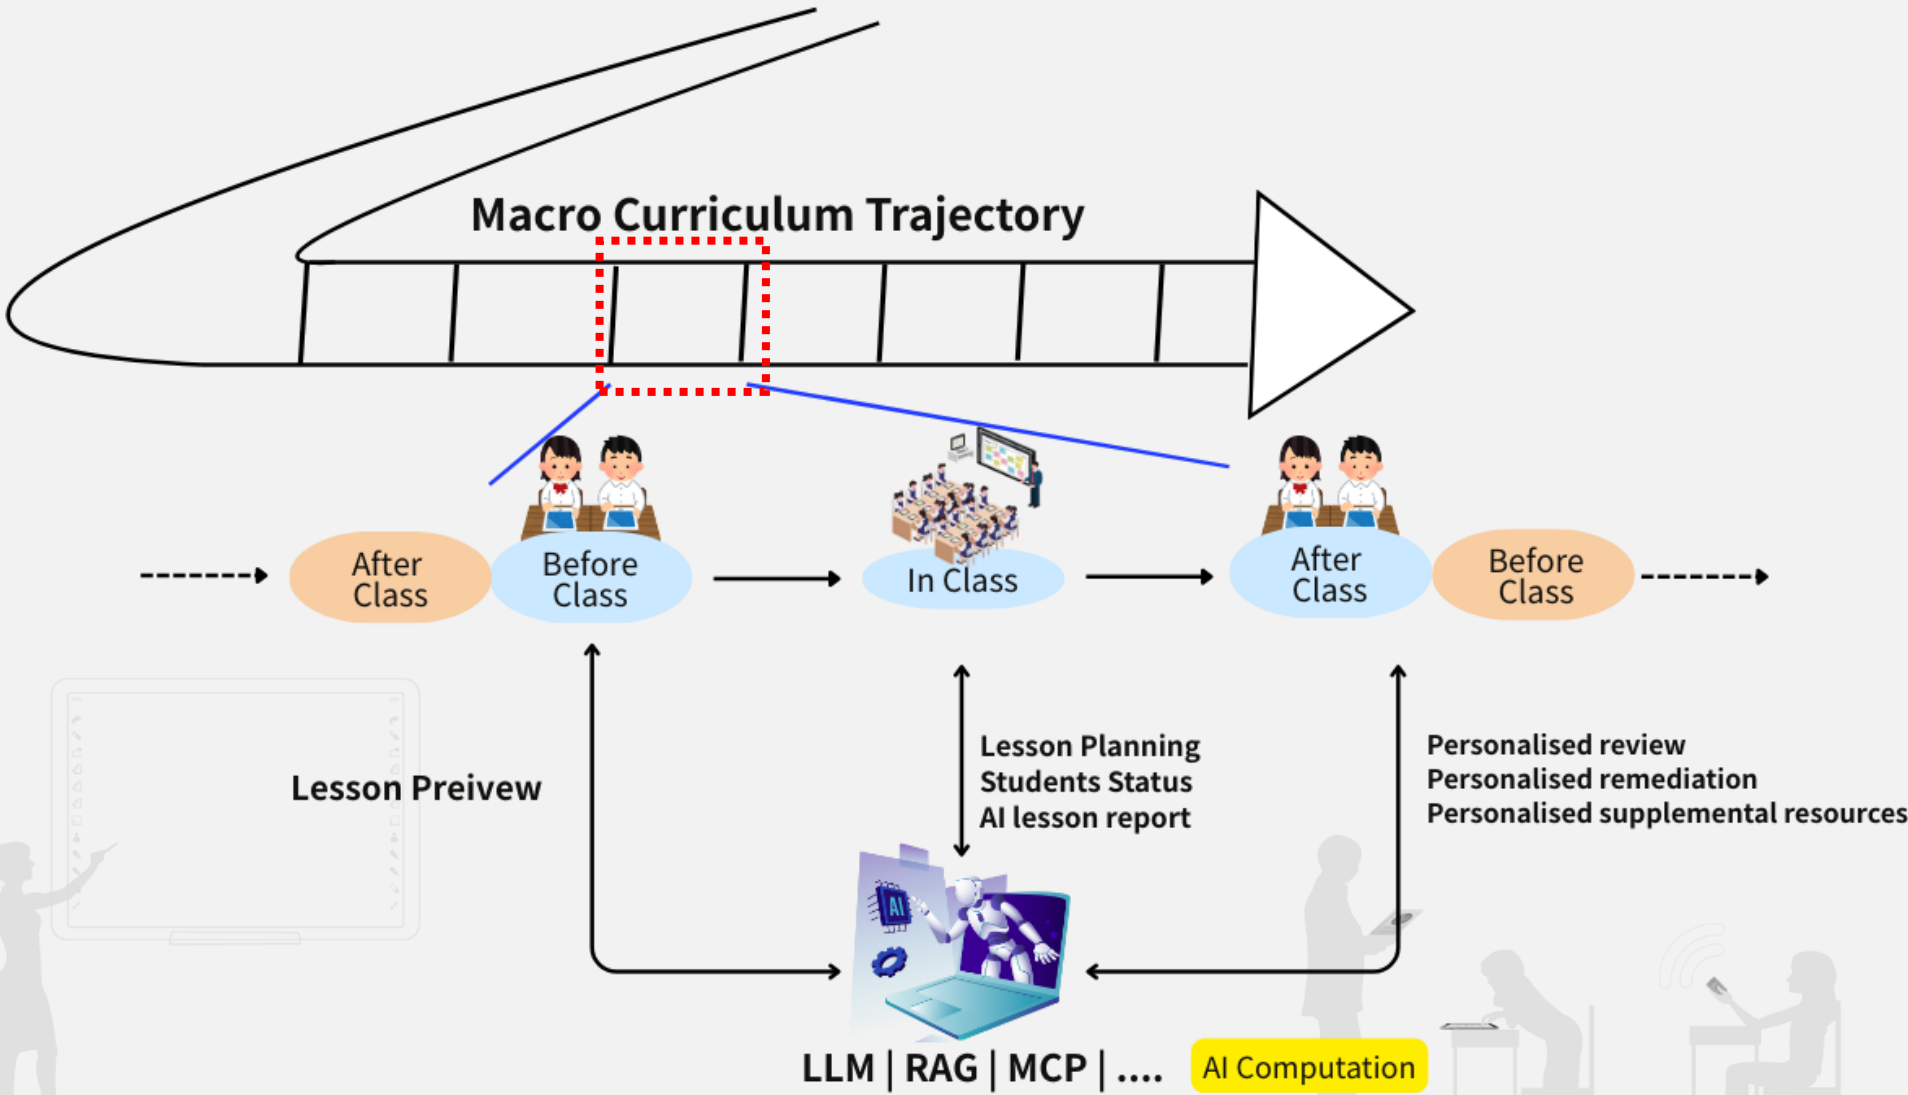 Macro Curriculum Trajectory
After
Class
Before
Class
In Class
After
Class
Before
Class
Lesson Preivew
Lesson Planning
Students Status
AI lesson report
Personalised review
Personalised remediation
Personalised supplemental resources
AI
LLM | RAG | MCP | ....
AI Computation